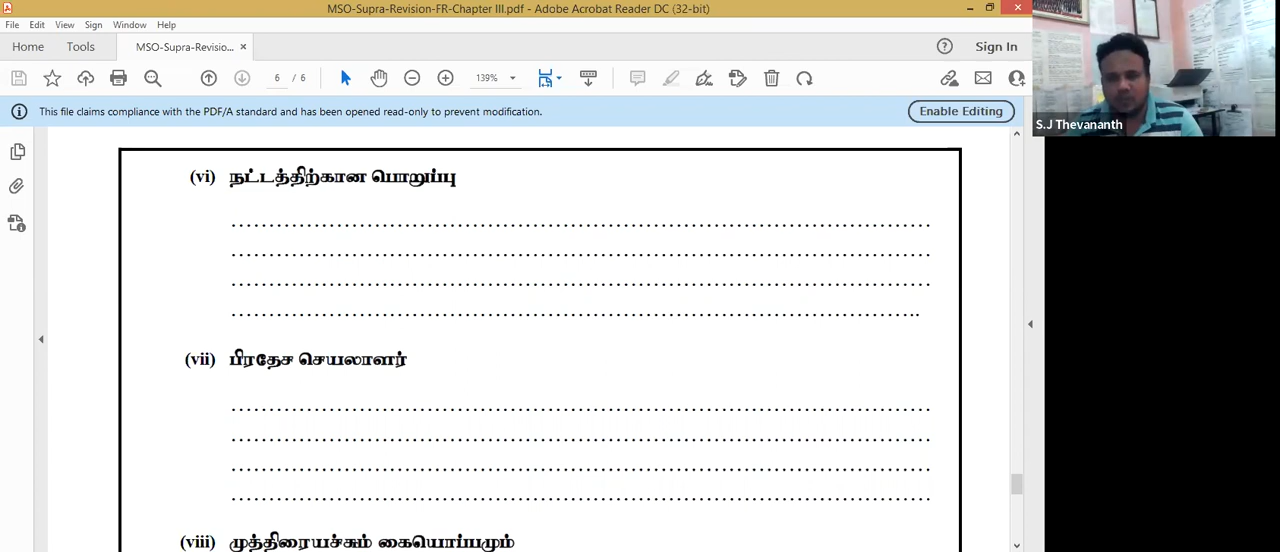 MSO-Supra-Revision-FR-Chapter III.pdf - Adobe Acrobat Reader DC (32-bit)
File Edit View Sign Window Help
Home Tools MSO-Supra-Revisio... × Sign In
6 / 6 139%
This file claims compliance with the PDF/A standard and has been opened read-only to prevent modification. Enable Editing
S.J Thevananth
(vi) நட்டத்திற்கான பொறுப்பு
(vii) பிரதேச செயலாளர்
(viii) முத்திரையச்சும் கையொப்பமும்